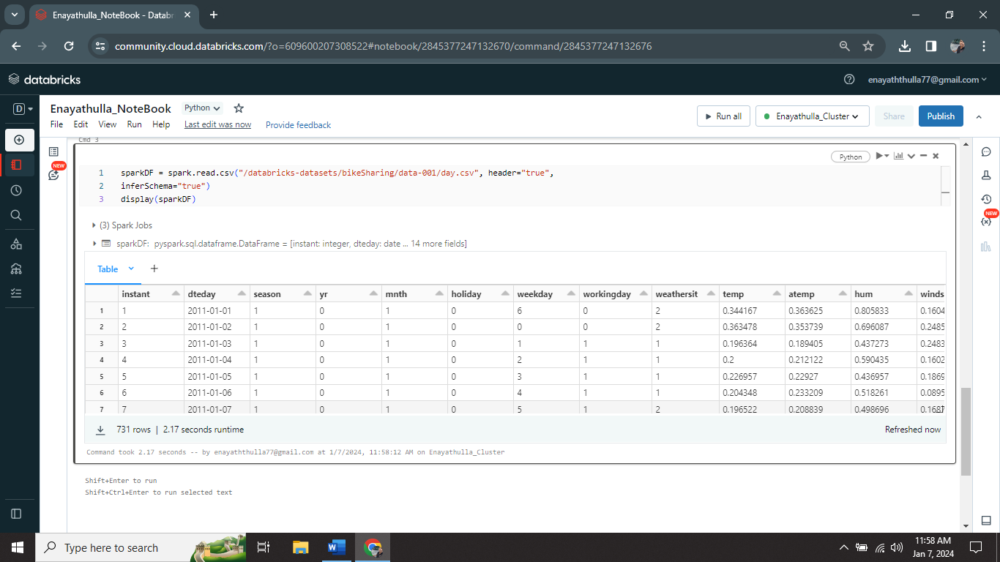 Enayathulla_NoteBook - Datab
community.cloud.databricks.com/?o=609600207308522#notebook/2845377247132670/command/2845377247132676
databricks
enayaththulla77@gmail.com
D
Enayathulla_NoteBook Python
File Edit View Run Help Last edit was now Provide feedback
Run all Enayathulla_Cluster Share Publish
NEW
NEW
Cmd 3
Python
1 sparkDF = spark.read.csv("/databricks-datasets/bikeSharing/data-001/day.csv", header="true",
2 inferSchema="true")
3 display(sparkDF)
(3) Spark Jobs
sparkDF: pyspark.sql.dataframe.DataFrame = [instant: integer, dteday: date ... 14 more fields]
Table +
instant dteday season yr mnth holiday weekday workingday weathersit temp atemp hum winds
1 1 2011-01-01 1 0 1 0 6 0 2 0.344167 0.363625 0.805833 0.1604
2 2 2011-01-02 1 0 1 0 0 0 2 0.363478 0.353739 0.696087 0.2485
3 3 2011-01-03 1 0 1 0 1 1 1 0.196364 0.189405 0.437273 0.2483
4 4 2011-01-04 1 0 1 0 2 1 1 0.2 0.212122 0.590435 0.1602
5 5 2011-01-05 1 0 1 0 3 1 1 0.226957 0.22927 0.436957 0.1869
6 6 2011-01-06 1 0 1 0 4 1 1 0.204348 0.233209 0.518261 0.0895
7 7 2011-01-07 1 0 1 0 5 1 2 0.196522 0.208839 0.498696
731 rows | 2.17 seconds runtime Refreshed now
Command took 2.17 seconds -- by enayaththulla77@gmail.com at 1/7/2024, 11:58:12 AM on Enayathulla_Cluster
Shift+Enter to run
Shift+Ctrl+Enter to run selected text
Type here to search
11:58 AM
Jan 7, 2024